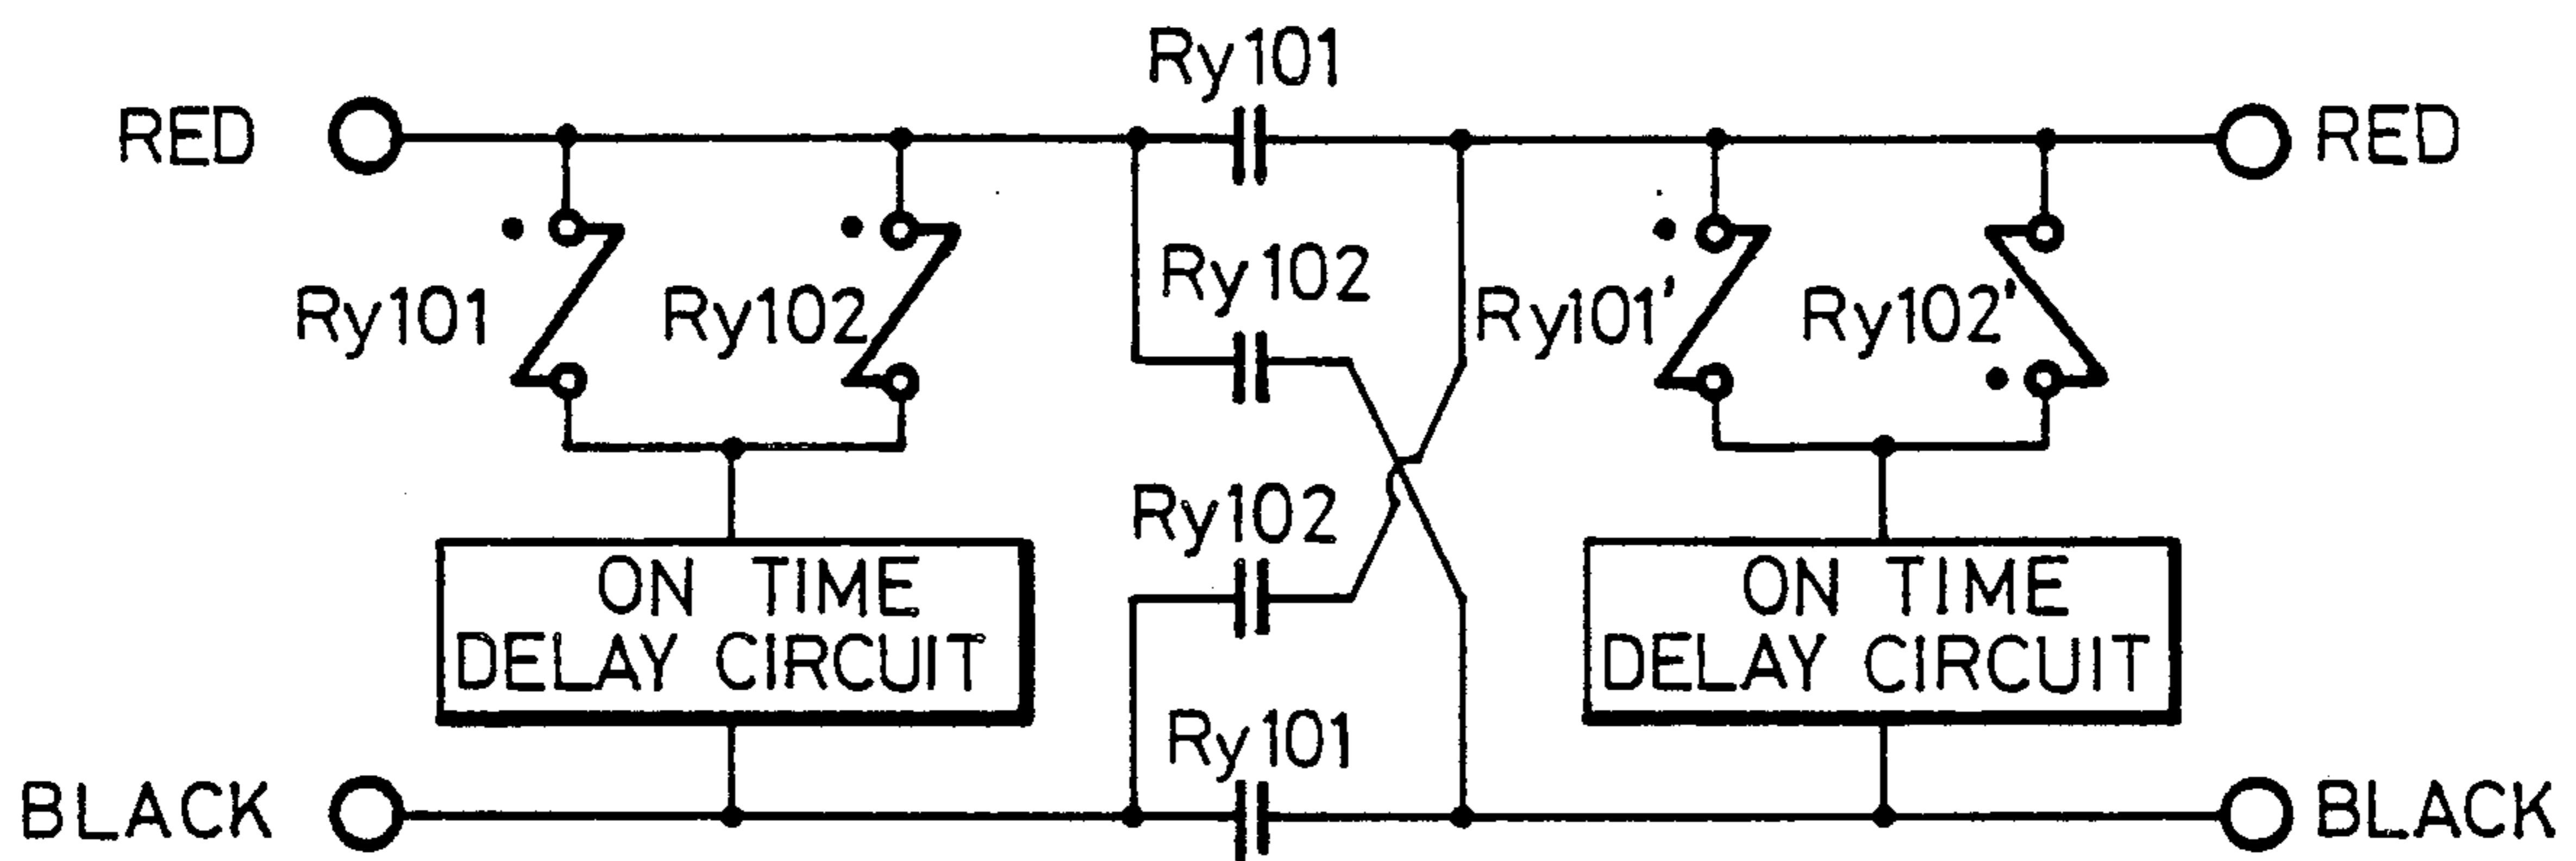 Ry101
RED
RED
Ry102
Ry101
Ry102
Ry101'
Ry102'
Ry102
ON TIME
DELAY CIRCUIT
ON TIME
DELAY CIRCUIT
Ry101
BLACK
BLACK